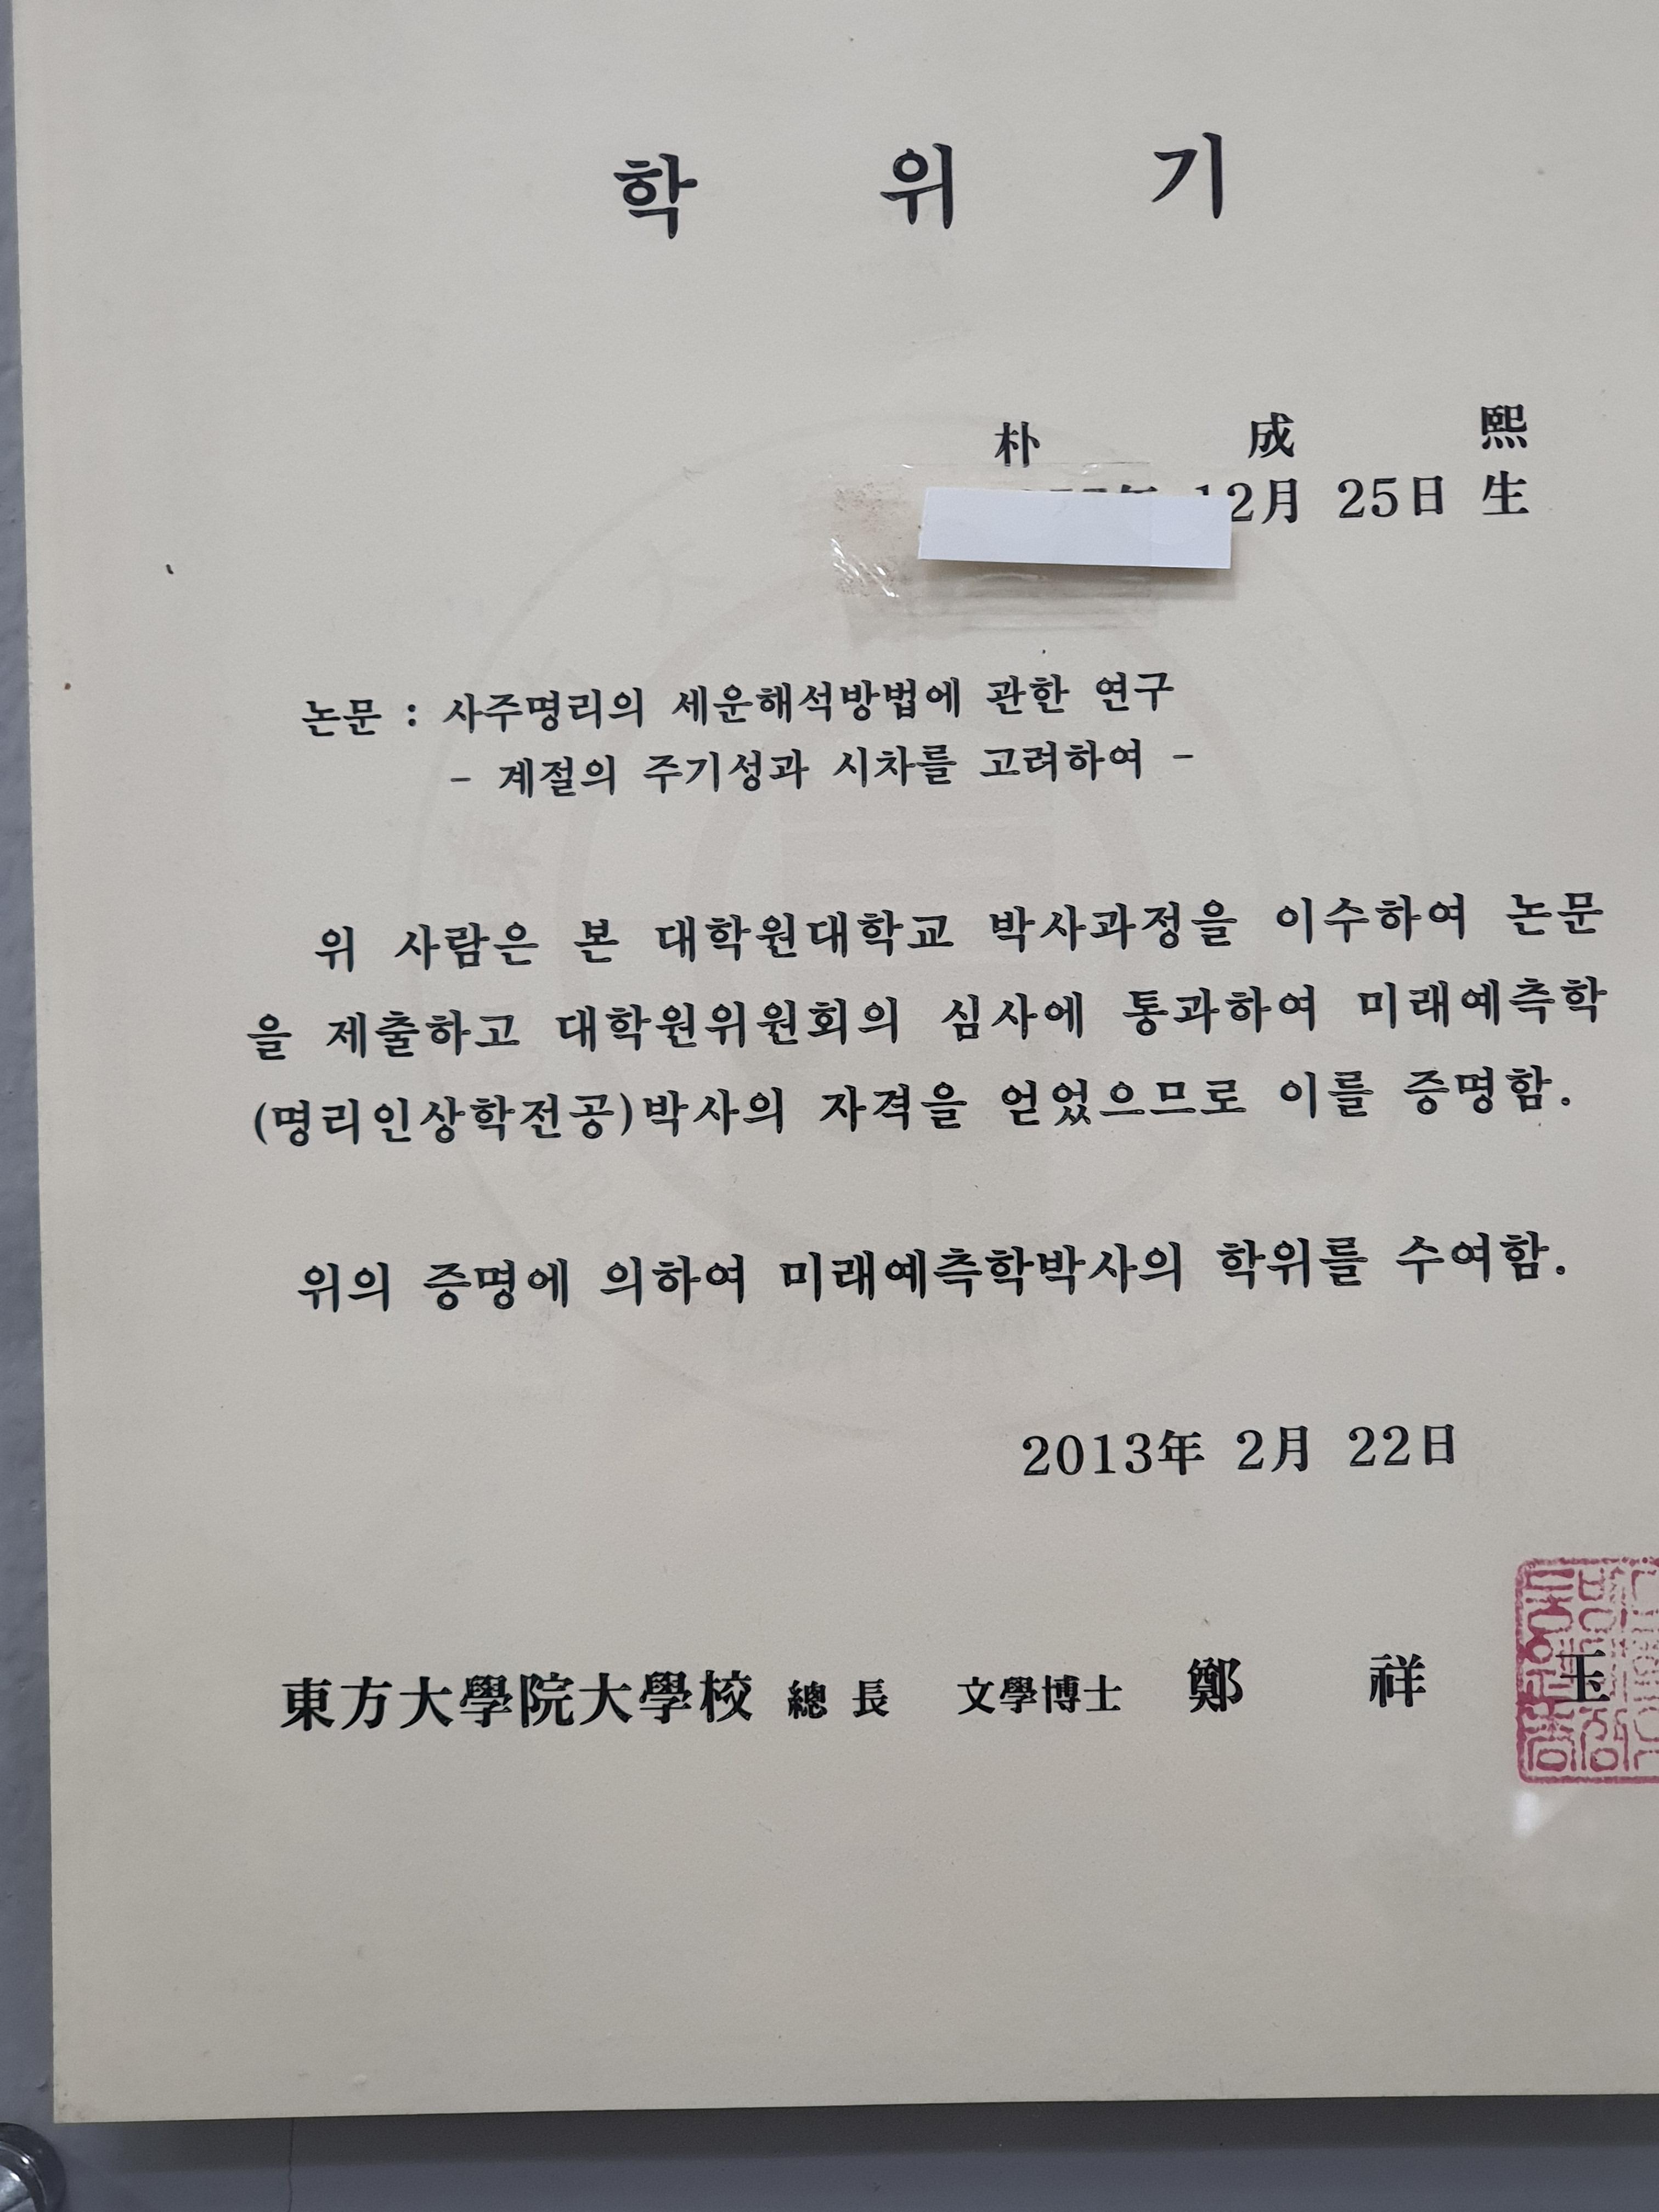 학 위 기
朴 成 熙
12月 25日 生
논문 : 사주명리의 세운해석방법에 관한 연구
- 계절의 주기성과 시차를 고려하여 -
위 사람은 본 대학원대학교 박사과정을 이수하여 논문
을 제출하고 대학원위원회의 심사에 통과하여 미래예측학
(명리인상학전공)박사의 자격을 얻었으므로 이를 증명함.
위의 증명에 의하여 미래예측학박사의 학위를 수여함.
2013年 2月 22日
東方大學院大學校 總 長 文學博士 鄭 祥 玉